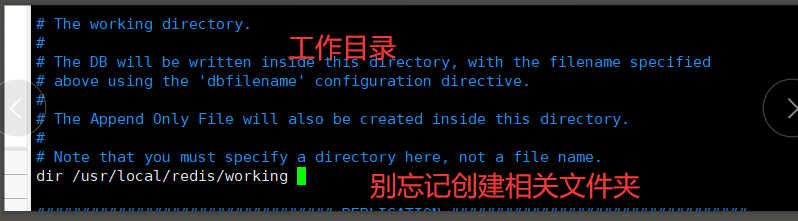 # The working directory.
#
工作目录
# The DB will be written inside this directory, with the filename specified
# above using the 'dbfilename' configuration directive.
#
# The Append Only File will also be created inside this directory.
#
# Note that you must specify a directory here, not a file name.
dir /usr/local/redis/working
别忘记创建相关文件夹
################################# REPLICATION #################################